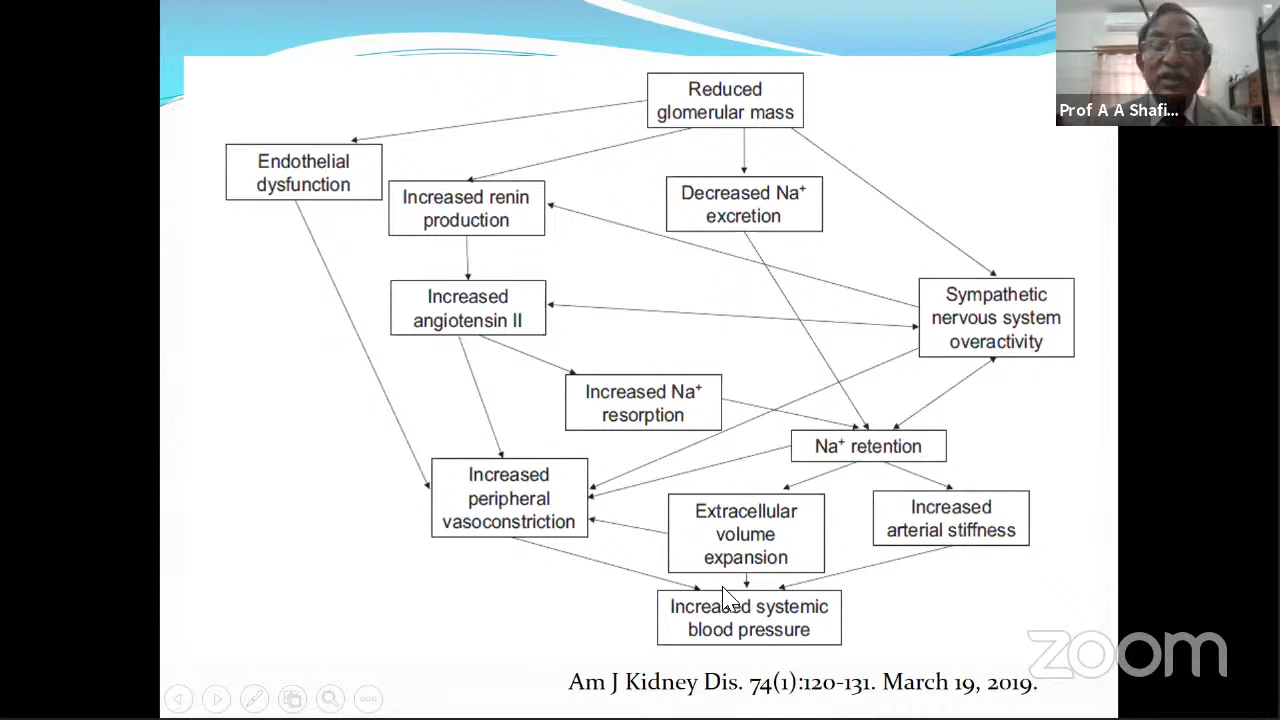 Prof A A Shafi...
Reduced
glomerular mass
Endothelial
dysfunction
Increased renin
production
Decreased Na⁺
excretion
Increased
angiotensin II
Sympathetic
nervous system
overactivity
Increased Na⁺
resorption
Na⁺ retention
Increased
peripheral
vasoconstriction
Extracellular
volume
expansion
Increased
arterial stiffness
Increased systemic
blood pressure
zoom
Am J Kidney Dis. 74(1):120-131. March 19, 2019.